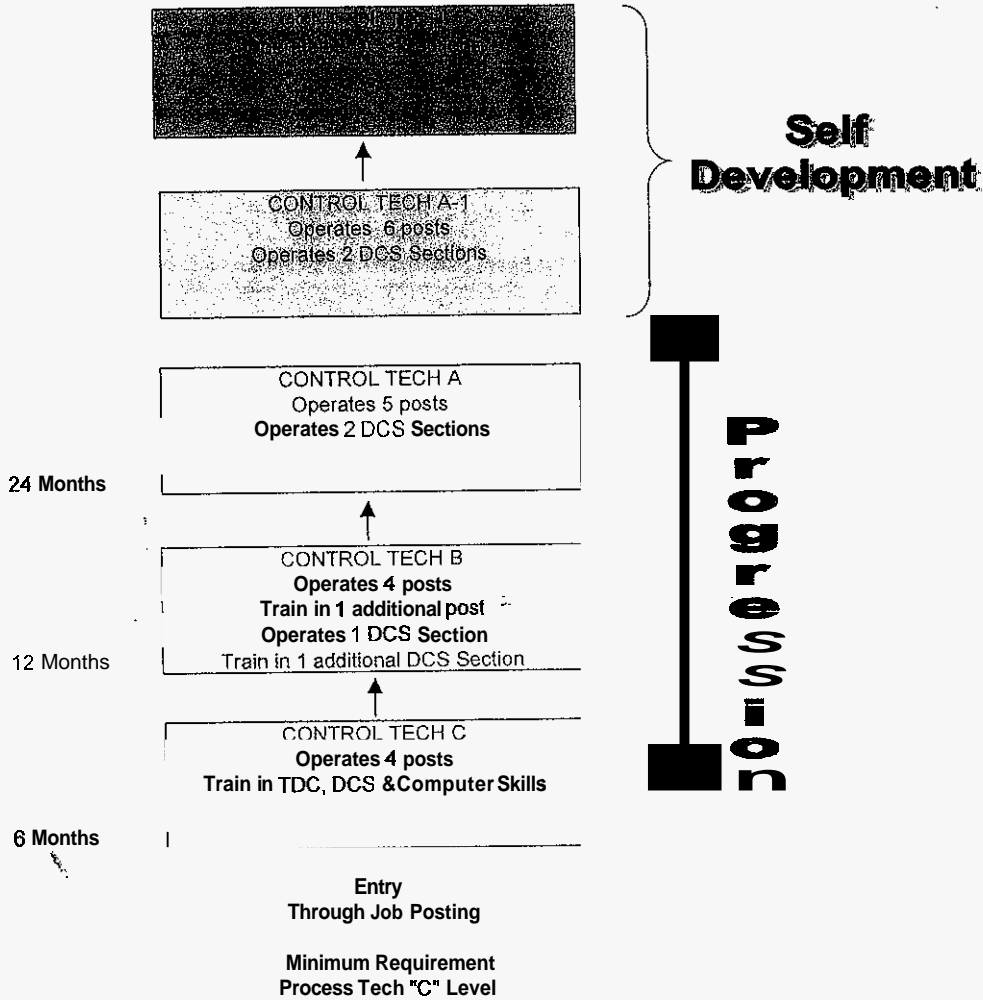 Self
Development
CONTROL TECH A-1
Operates 6 posts
Operates 2 DCS Sections
CONTROL TECH A
Operates 5 posts
Operates 2 DCS Sections
24 Months
CONTROL TECH B
Operates 4 posts
Train in 1 additional post
Operates 1 DCS Section
Train in 1 additional DCS Section
12 Months
CONTROL TECH C
Operates 4 posts
Train in TDC, DCS & Computer Skills
6 Months
Progression
Entry
Through Job Posting
Minimum Requirement
Process Tech "C" Level